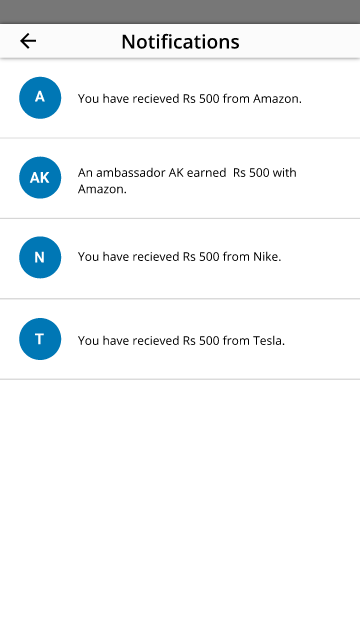 Notifications
A
You have recieved Rs 500 from Amazon.
AK
An ambassador AK earned  Rs 500 with
Amazon.
N
You have recieved Rs 500 from Nike.
T
You have recieved Rs 500 from Tesla.